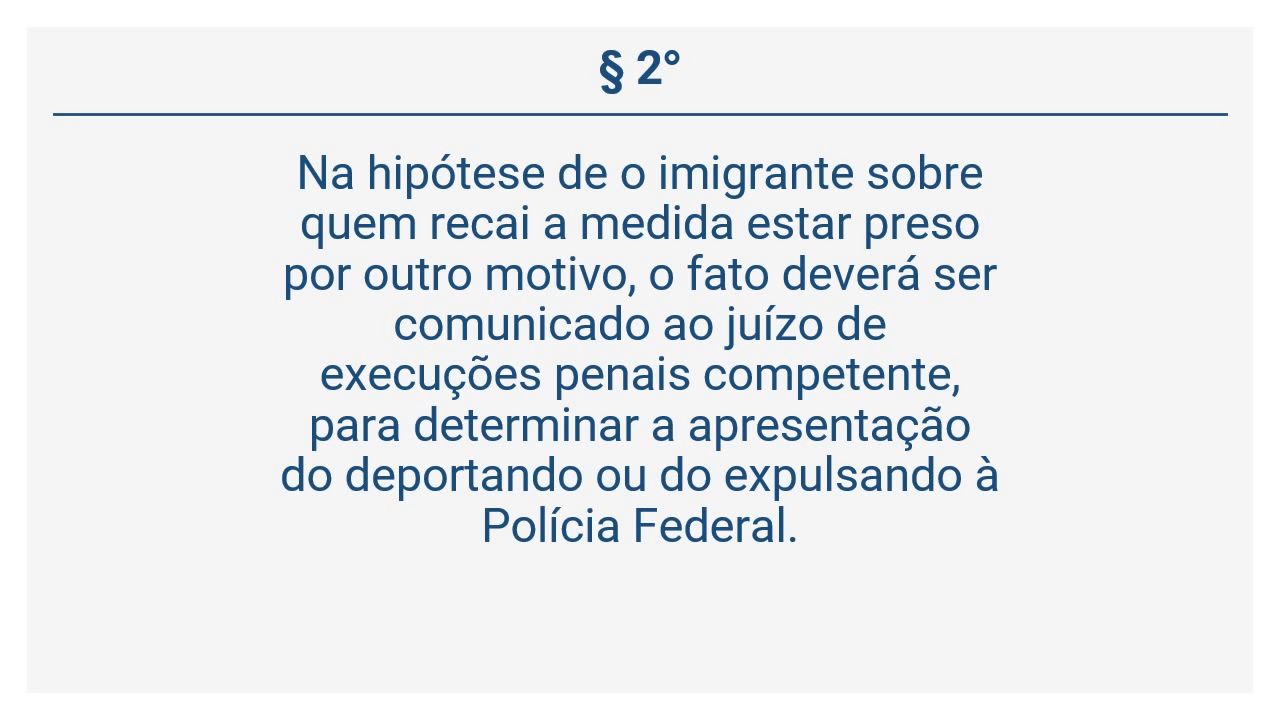 § 2°
Na hipótese de o imigrante sobre
quem recai a medida estar preso
por outro motivo, o fato deverá ser
comunicado ao juízo de
execuções penais competente,
para determinar a apresentação
do deportando ou do expulsando à
Polícia Federal.